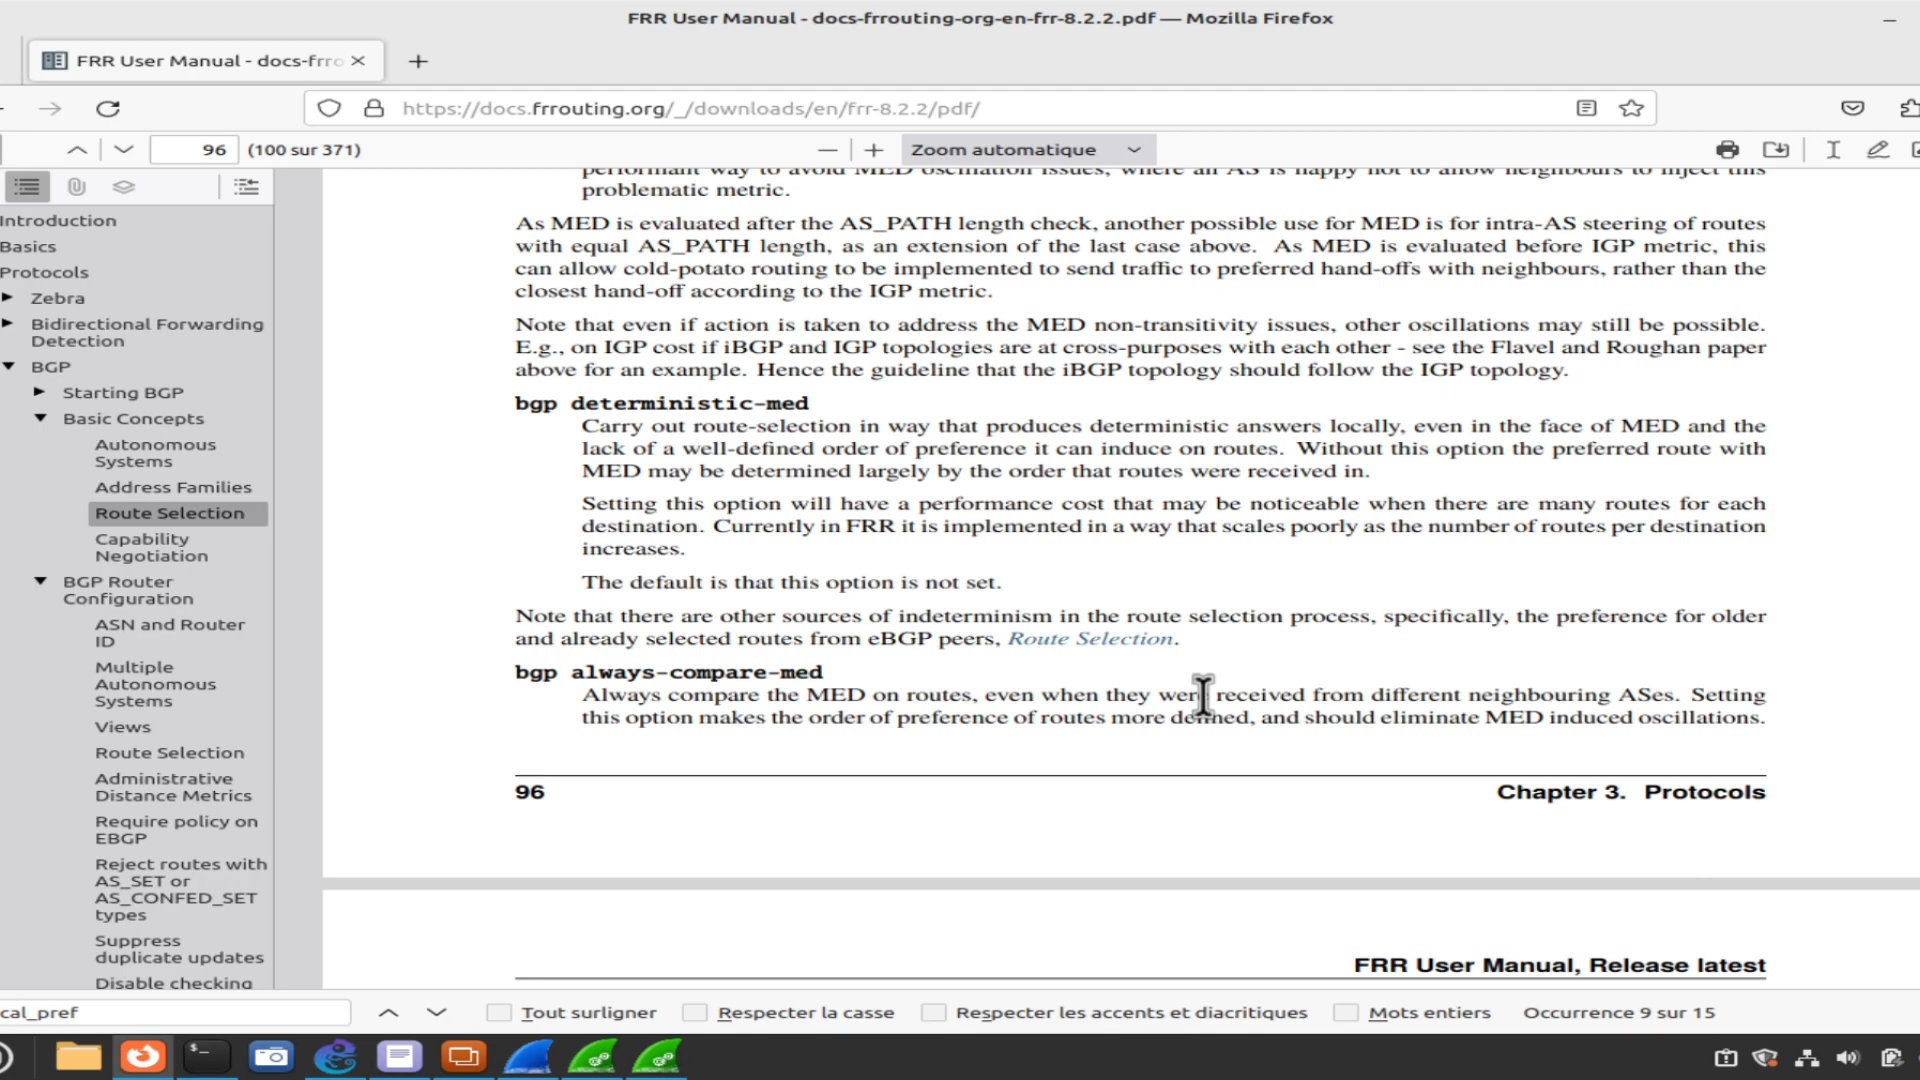 FRR User Manual - docs-frrouting-org-en-frr-8.2.2.pdf — Mozilla Firefox
FRR User Manual - docs-frro
https://docs.frrouting.org/_/downloads/en/frr-8.2.2/pdf/
96 (100 sur 371)
Zoom automatique
Introduction
Basics
Protocols
Zebra
Bidirectional Forwarding
Detection
BGP
Starting BGP
Basic Concepts
Autonomous
Systems
Address Families
Route Selection
Capability
Negotiation
BGP Router
Configuration
ASN and Router
ID
Multiple
Autonomous
Systems
Views
Route Selection
Administrative
Distance Metrics
Require policy on
EBGP
Reject routes with
AS_SET or
AS_CONFED_SET
types
Suppress
duplicate updates
Disable checking
performant way to avoid MED oscillation issues, where an AS is happy not to allow neighbours to inject this
problematic metric.
As MED is evaluated after the AS_PATH length check, another possible use for MED is for intra-AS steering of routes
with equal AS_PATH length, as an extension of the last case above. As MED is evaluated before IGP metric, this
can allow cold-potato routing to be implemented to send traffic to preferred hand-offs with neighbours, rather than the
closest hand-off according to the IGP metric.
Note that even if action is taken to address the MED non-transitivity issues, other oscillations may still be possible.
E.g., on IGP cost if iBGP and IGP topologies are at cross-purposes with each other - see the Flavel and Roughan paper
above for an example. Hence the guideline that the iBGP topology should follow the IGP topology.
bgp deterministic-med
Carry out route-selection in way that produces deterministic answers locally, even in the face of MED and the
lack of a well-defined order of preference it can induce on routes. Without this option the preferred route with
MED may be determined largely by the order that routes were received in.
Setting this option will have a performance cost that may be noticeable when there are many routes for each
destination. Currently in FRR it is implemented in a way that scales poorly as the number of routes per destination
increases.
The default is that this option is not set.
Note that there are other sources of indeterminism in the route selection process, specifically, the preference for older
and already selected routes from eBGP peers, Route Selection.
bgp always-compare-med
Always compare the MED on routes, even when they were received from different neighbouring ASes. Setting
this option makes the order of preference of routes more defined, and should eliminate MED induced oscillations.
96
Chapter 3. Protocols
FRR User Manual, Release latest
cal_pref
Tout surligner
Respecter la casse
Respecter les accents et diacritiques
Mots entiers
Occurrence 9 sur 15